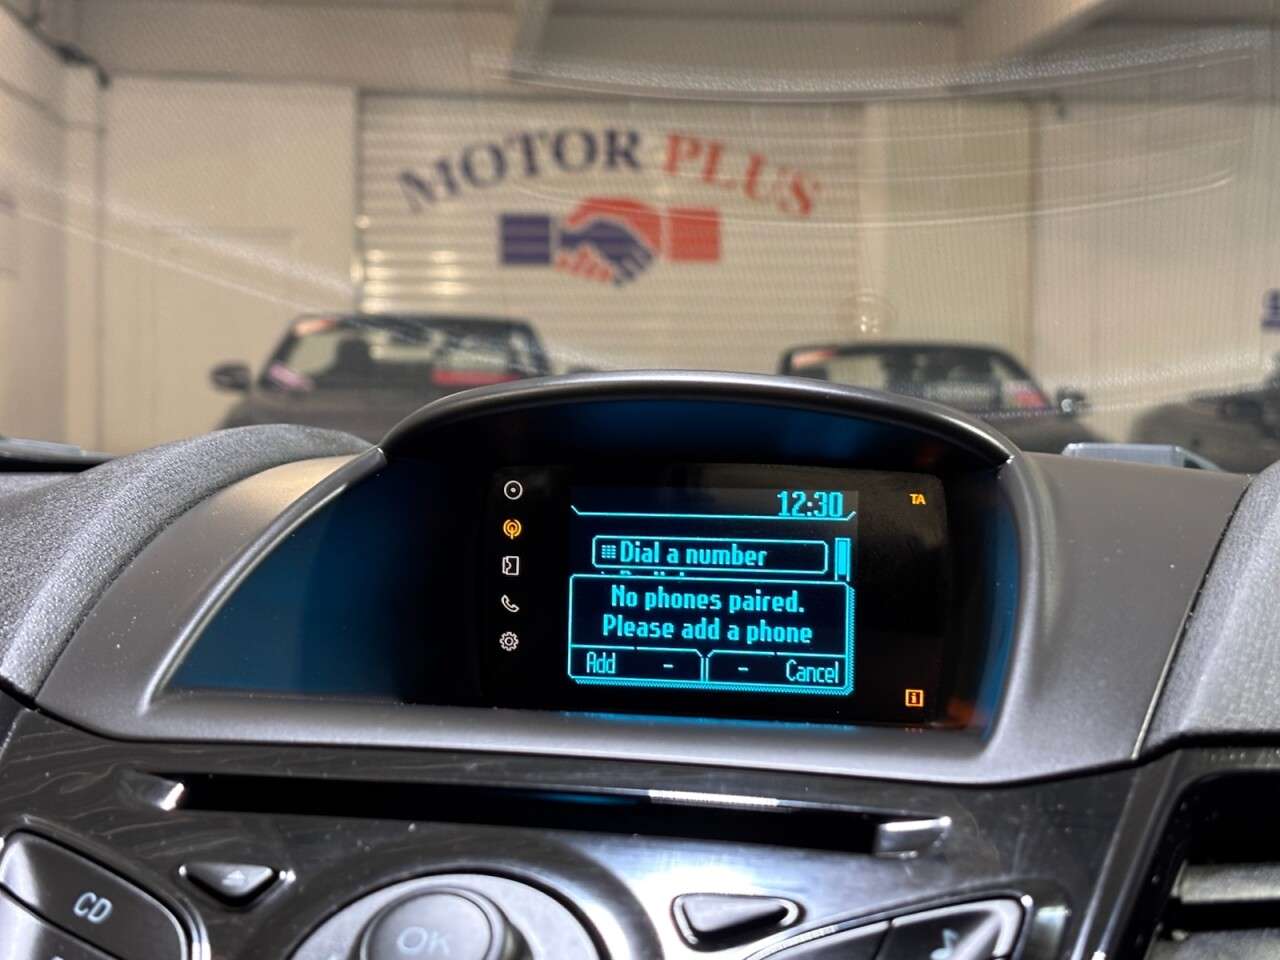 MOTOR PLUS
12:30
TA
Dial a number
No phones paired.
Please add a phone
Add - - Cancel
i
CD
OK